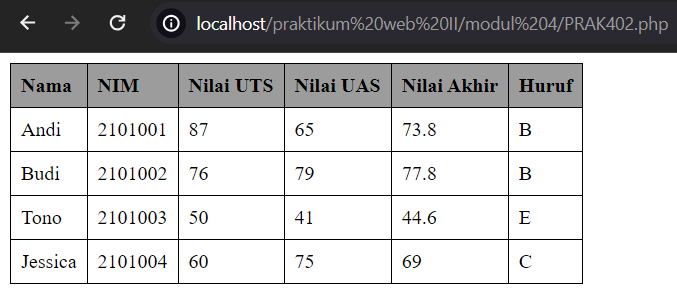 localhost/praktikum%20web%20II/modul%204/PRAK402.php
Nama NIM Nilai UTS Nilai UAS Nilai Akhir Huruf
Andi 2101001 87 65 73.8 B
Budi 2101002 76 79 77.8 B
Tono 2101003 50 41 44.6 E
Jessica 2101004 60 75 69 C